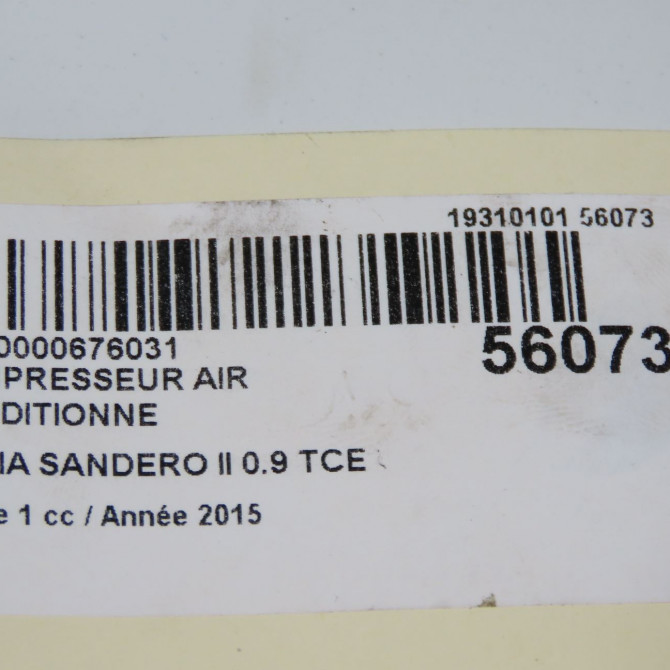 19310101 56073
0000676031
56073
PRESSEUR AIR
DITIONNE
IA SANDERO II 0.9 TCE
e 1 cc / Année 2015